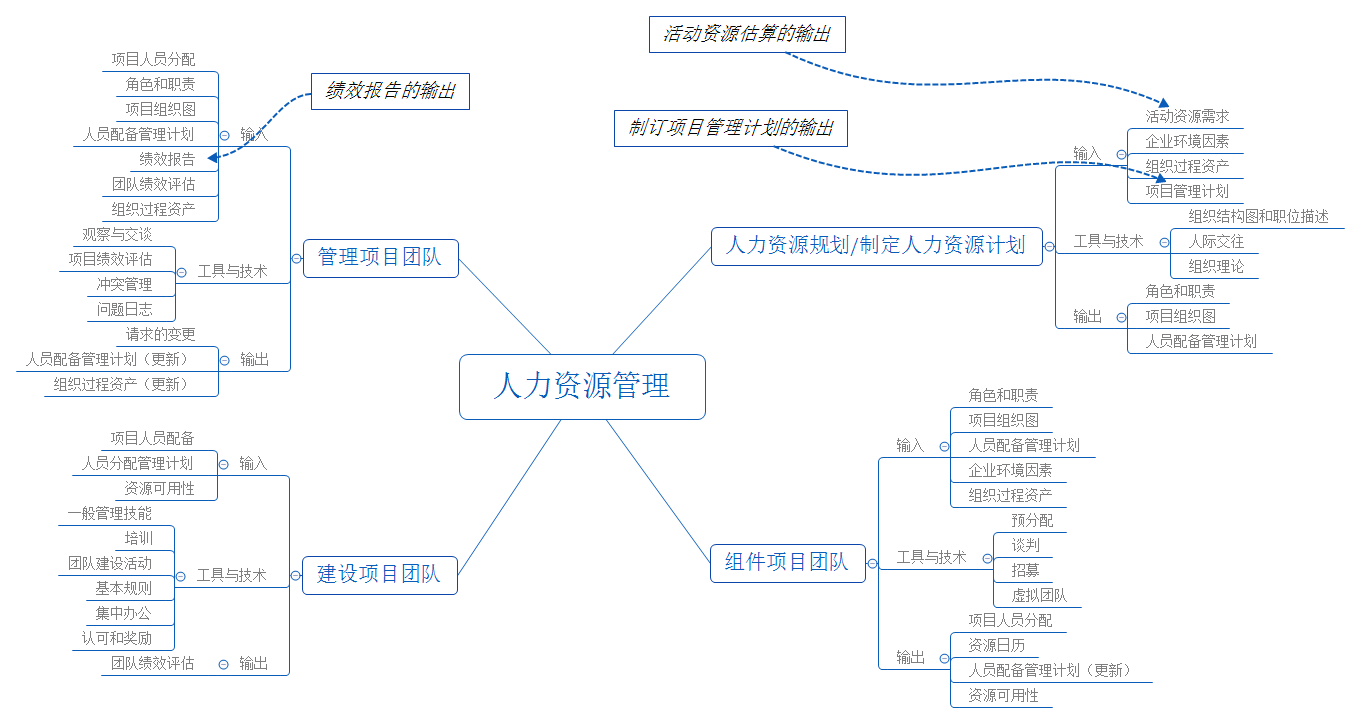 人力资源管理
活动资源估算的输出
制订项目管理计划的输出
人力资源规划/制定人力资源计划
输入
活动资源需求
企业环境因素
组织过程资产
项目管理计划
工具与技术
组织结构图和职位描述
人际交往
组织理论
输出
角色和职责
项目组织图
人员配备管理计划
组件项目团队
输入
角色和职责
项目组织图
人员配备管理计划
企业环境因素
组织过程资产
工具与技术
预分配
谈判
招募
虚拟团队
输出
项目人员分配
资源日历
人员配备管理计划（更新）
资源可用性
绩效报告的输出
管理项目团队
输入
项目人员分配
角色和职责
项目组织图
人员配备管理计划
绩效报告
团队绩效评估
组织过程资产
工具与技术
观察与交谈
项目绩效评估
冲突管理
问题日志
输出
请求的变更
人员配备管理计划（更新）
组织过程资产（更新）
建设项目团队
输入
项目人员配备
人员分配管理计划
资源可用性
工具与技术
一般管理技能
培训
团队建设活动
基本规则
集中办公
认可和奖励
输出
团队绩效评估